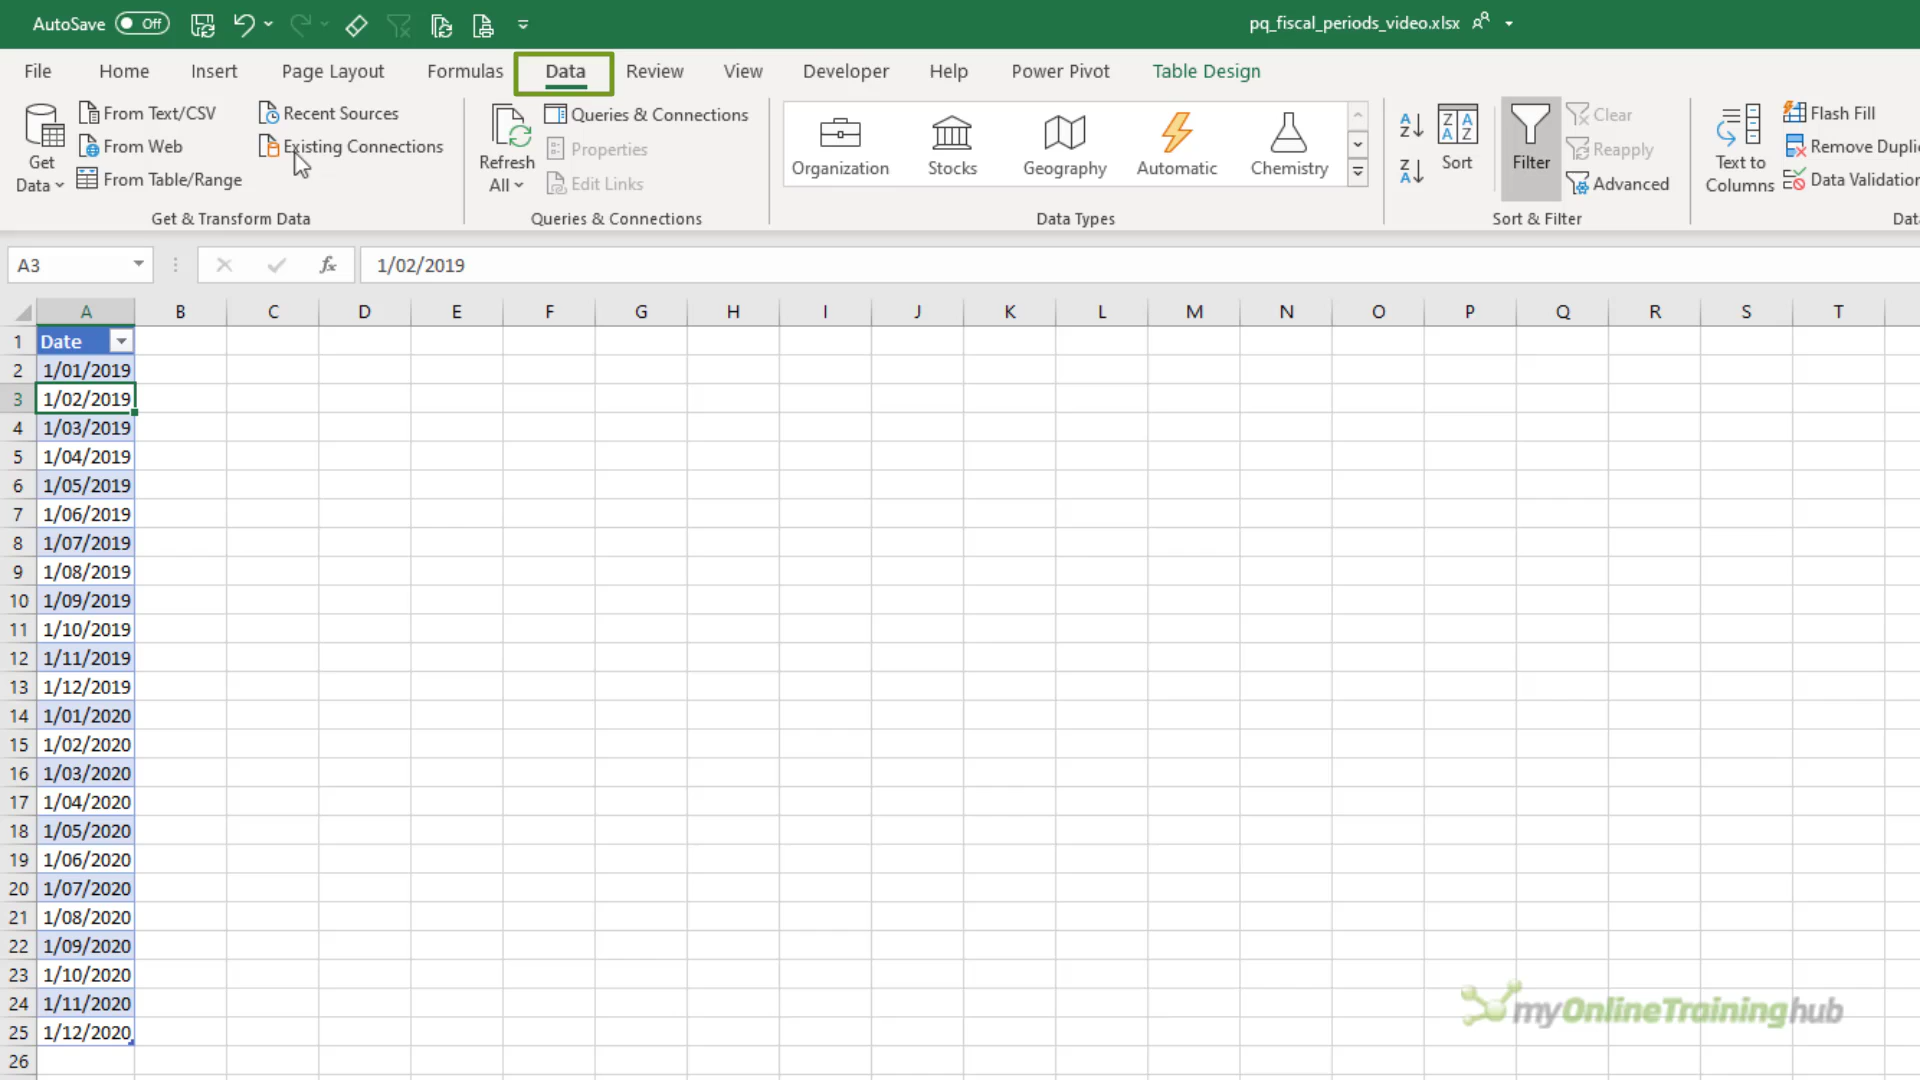 AutoSave Off pq_fiscal_periods_video.xlsx
File Home Insert Page Layout Formulas Data Review View Developer Help Power Pivot Table Design
Get Data
From Text/CSV
From Web
From Table/Range
Recent Sources
Existing Connections
Get & Transform Data
Refresh All
Queries & Connections
Properties
Edit Links
Queries & Connections
Organization Stocks Geography Automatic Chemistry
Data Types
Sort
Filter
Clear
Reapply
Advanced
Sort & Filter
Text to Columns
Flash Fill
Remove Dupli
Data Validation
Dat
A3 fx 1/02/2019
A B C D E F G H I J K L M N O P Q R S T
1 Date
2 1/01/2019
3 1/02/2019
4 1/03/2019
5 1/04/2019
6 1/05/2019
7 1/06/2019
8 1/07/2019
9 1/08/2019
10 1/09/2019
11 1/10/2019
12 1/11/2019
13 1/12/2019
14 1/01/2020
15 1/02/2020
16 1/03/2020
17 1/04/2020
18 1/05/2020
19 1/06/2020
20 1/07/2020
21 1/08/2020
22 1/09/2020
23 1/10/2020
24 1/11/2020
25 1/12/2020
26
myOnlineTraininghub